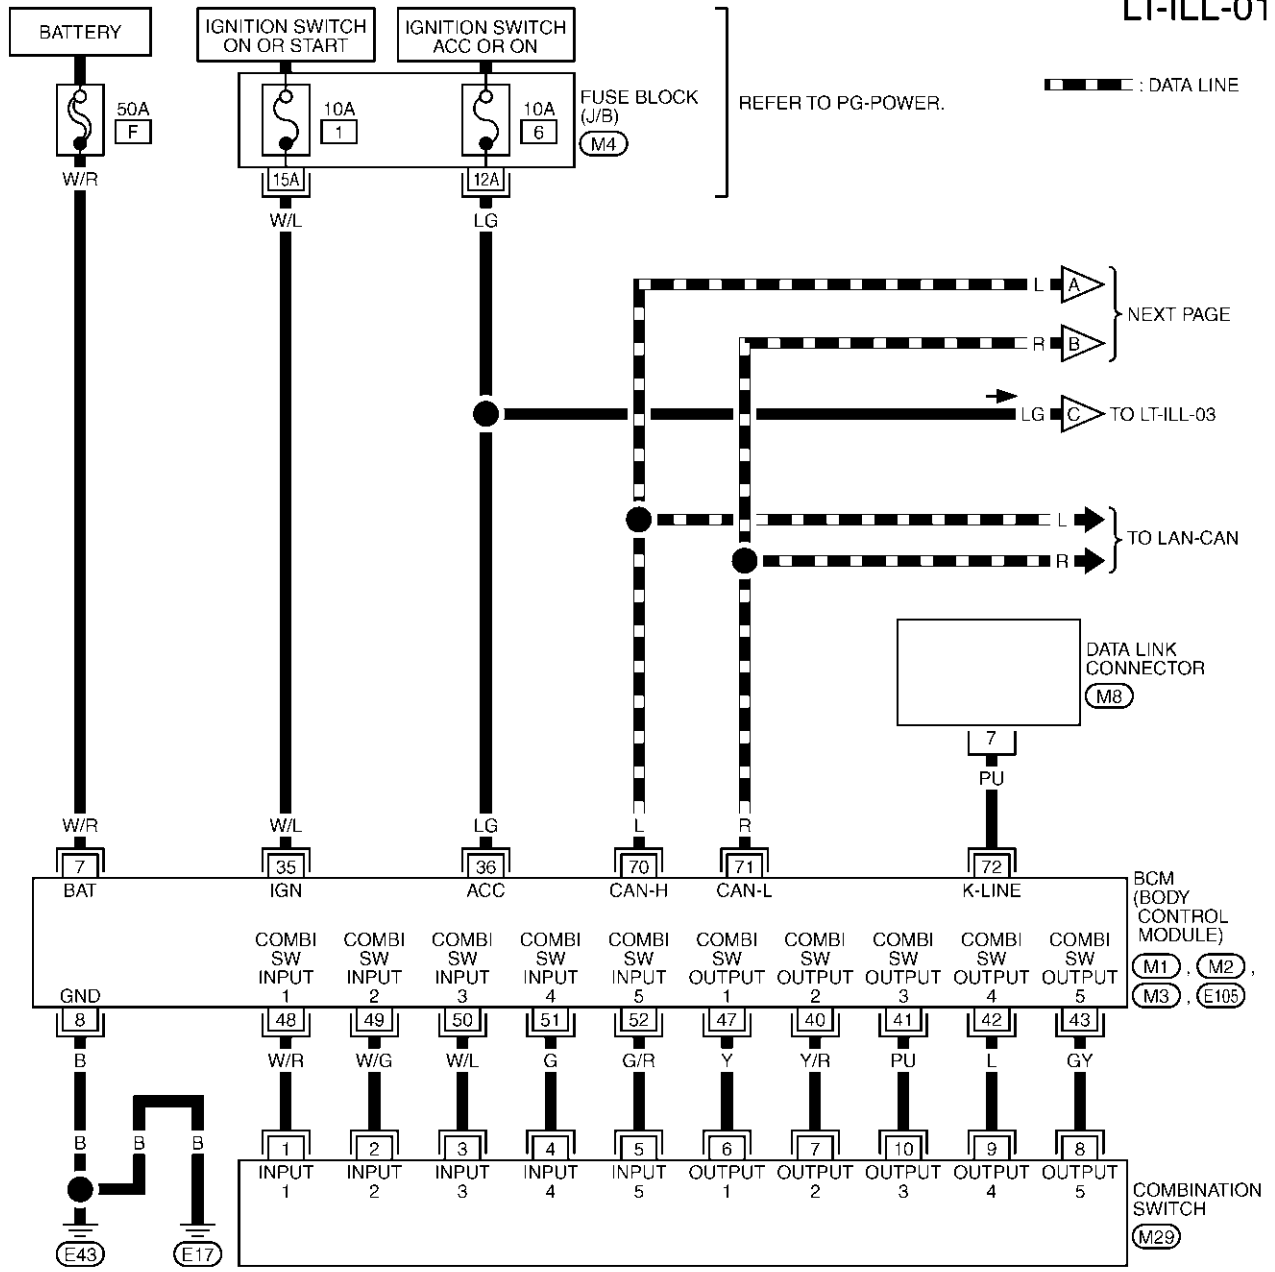 LT-ILL-01
BATTERY
IGNITION SWITCH
ON OR START
IGNITION SWITCH
ACC OR ON
: DATA LINE
50A
F
10A
1
10A
6
FUSE BLOCK
(J/B)
M4
REFER TO PG-POWER.
W/R
15A
12A
W/L
LG
L
A
NEXT PAGE
R
B
LG
C
TO LT-ILL-03
L
TO LAN-CAN
R
DATA LINK
CONNECTOR
M8
7
PU
W/R
W/L
LG
L
R
7
35
36
70
71
72
BAT
IGN
ACC
CAN-H
CAN-L
K-LINE
BCM
(BODY
CONTROL
MODULE)
M1 , M2 ,
M3 , E105
COMBI
SW
INPUT
1
COMBI
SW
INPUT
2
COMBI
SW
INPUT
3
COMBI
SW
INPUT
4
COMBI
SW
INPUT
5
COMBI
SW
OUTPUT
1
COMBI
SW
OUTPUT
2
COMBI
SW
OUTPUT
3
COMBI
SW
OUTPUT
4
COMBI
SW
OUTPUT
5
GND
8
48
49
50
51
52
47
40
41
42
43
B
W/R
W/G
W/L
G
G/R
Y
Y/R
PU
L
GY
B
B
B
1
2
3
4
5
6
7
10
9
8
INPUT
1
INPUT
2
INPUT
3
INPUT
4
INPUT
5
OUTPUT
1
OUTPUT
2
OUTPUT
3
OUTPUT
4
OUTPUT
5
COMBINATION
SWITCH
M29
E43
E17